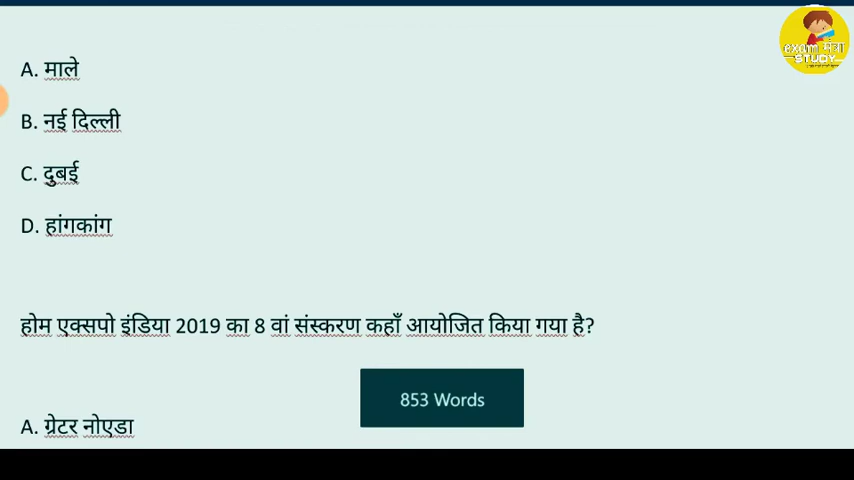 exam मंत्रा
STUDY
A. माले
B. नई दिल्ली
C. दुबई
D. हांगकांग
होम एक्सपो इंडिया 2019 का 8 वां संस्करण कहाँ आयोजित किया गया है?
853 Words
A. ग्रेटर नोएडा